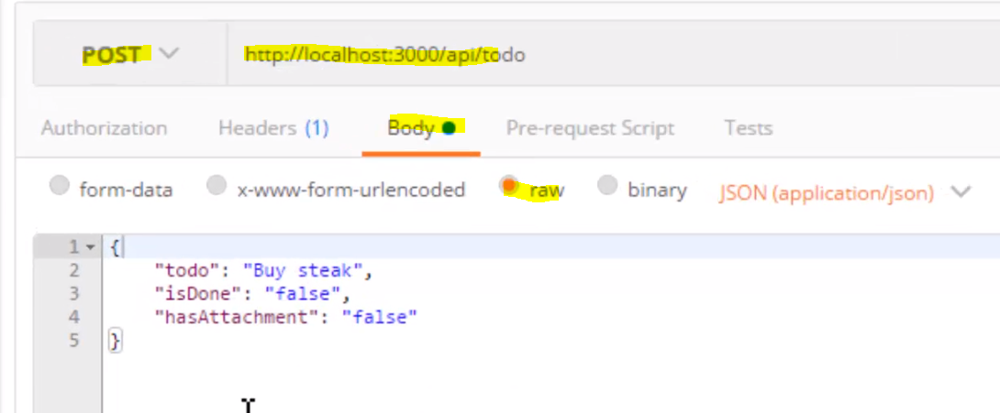 POST http://localhost:3000/api/todo
Authorization Headers (1) Body Pre-request Script Tests
form-data x-www-form-urlencoded raw binary JSON (application/json)
1 {
2 "todo": "Buy steak",
3 "isDone": "false",
4 "hasAttachment": "false"
5 }